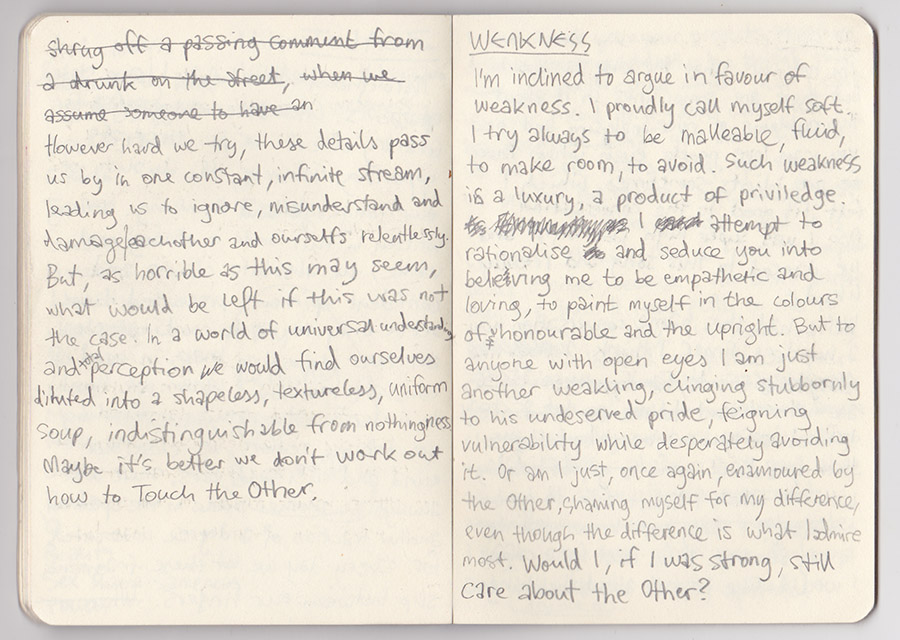 shrug off a passing comment from
a drunk on the street, when we
assume someone to have an
However hard we try, these details pass
us by in one constant, infinite stream,
leading us to ignore, misunderstand and
damage eachother and ourselfs relentlessly.
But, as horrible as this may seem,
what would be left if this was not
the case. In a world of universal understanding
and total perception we would find ourselves
diluted into a shapeless, textureless, uniform
soup, indistinguishable from nothingness
Maybe it's better we don't work out
how to Touch the Other.
WEAKNESS
I'm inclined to argue in favour of
weakness. I proudly call myself soft.
I try always to be malleable, fluid,
to make room, to avoid. Such weakness
is a luxury, a product of priviledge.
I attempt to
rationalise and seduce you into
believing me to be empathetic and
loving, to paint myself in the colours
of honourable and the upright. But to
anyone with open eyes I am just
another weakling, clinging stubbornly
to his undeserved pride, feigning
vulnerability while desperately avoiding
it. Or am I just, once again, enamoured by
the Other, shaming myself for my difference,
even though the difference is what I admire
most. Would I, if I was strong, still
care about the Other?